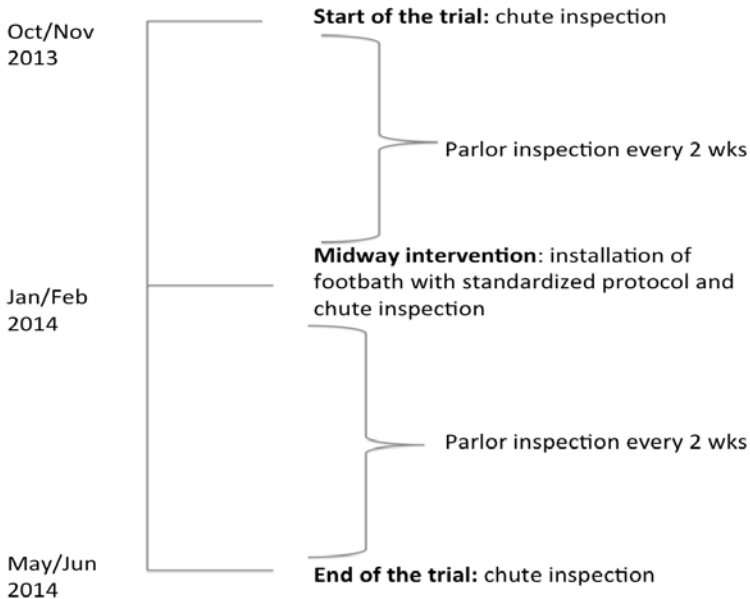 Oct/Nov
2013
Start of the trial: chute inspection
Parlor inspection every 2 wks
Midway intervention: installation of
footbath with standardized protocol and
chute inspection
Jan/Feb
2014
Parlor inspection every 2 wks
May/Jun
2014
End of the trial: chute inspection